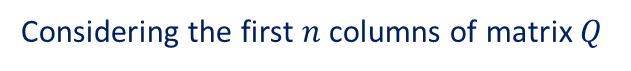 Considering the first 𝑛 columns of matrix 𝑄